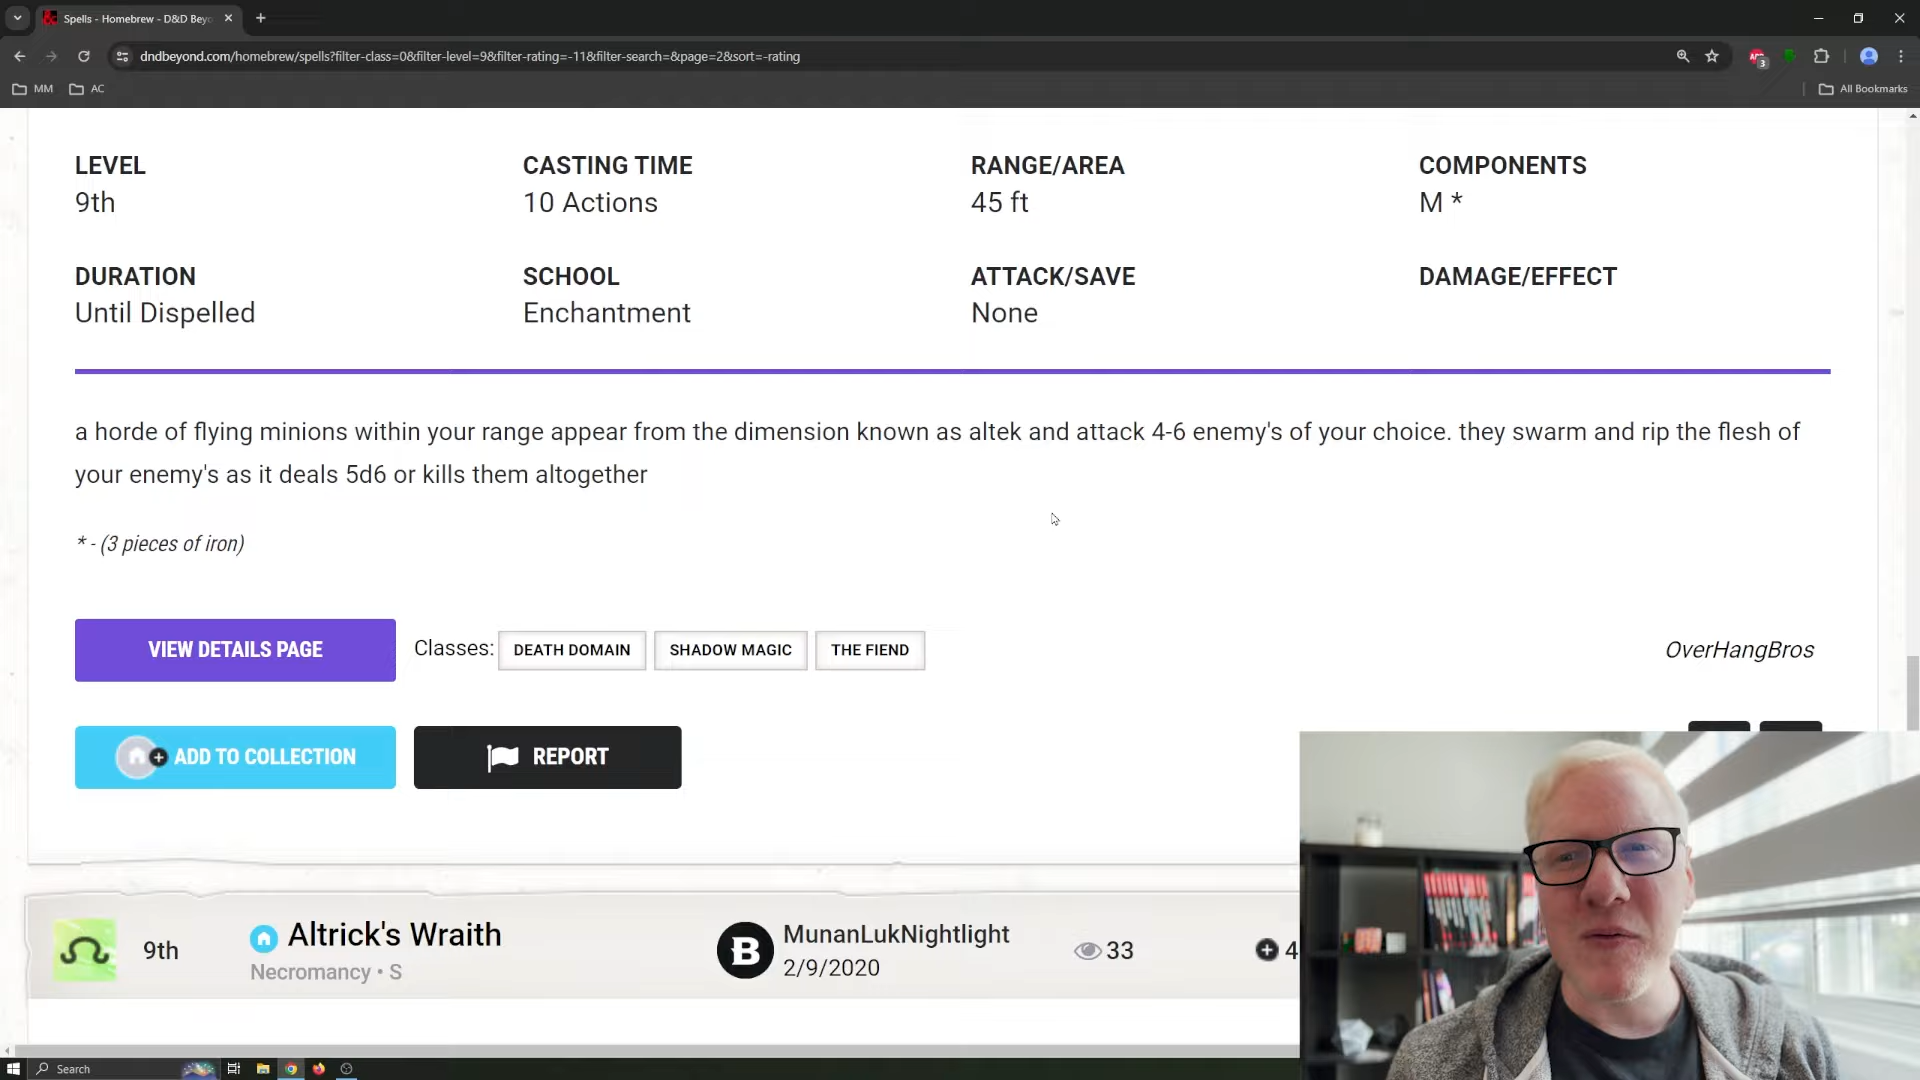 Spells - Homebrew - D&D Beyo
dndbeyond.com/homebrew/spells?filter-class=0&filter-level=9&filter-rating=-11&filter-search=&page=2&sort=-rating
3
MM AC All Bookmarks
LEVEL CASTING TIME RANGE/AREA COMPONENTS
9th 10 Actions 45 ft M *
DURATION SCHOOL ATTACK/SAVE DAMAGE/EFFECT
Until Dispelled Enchantment None
a horde of flying minions within your range appear from the dimension known as altek and attack 4-6 enemy's of your choice. they swarm and rip the flesh of
your enemy's as it deals 5d6 or kills them altogether
* - (3 pieces of iron)
VIEW DETAILS PAGE Classes: DEATH DOMAIN SHADOW MAGIC THE FIEND OverHangBros
ADD TO COLLECTION REPORT
9th Altrick's Wraith MunanLukNightlight 33 4
Necromancy • S 2/9/2020
Search